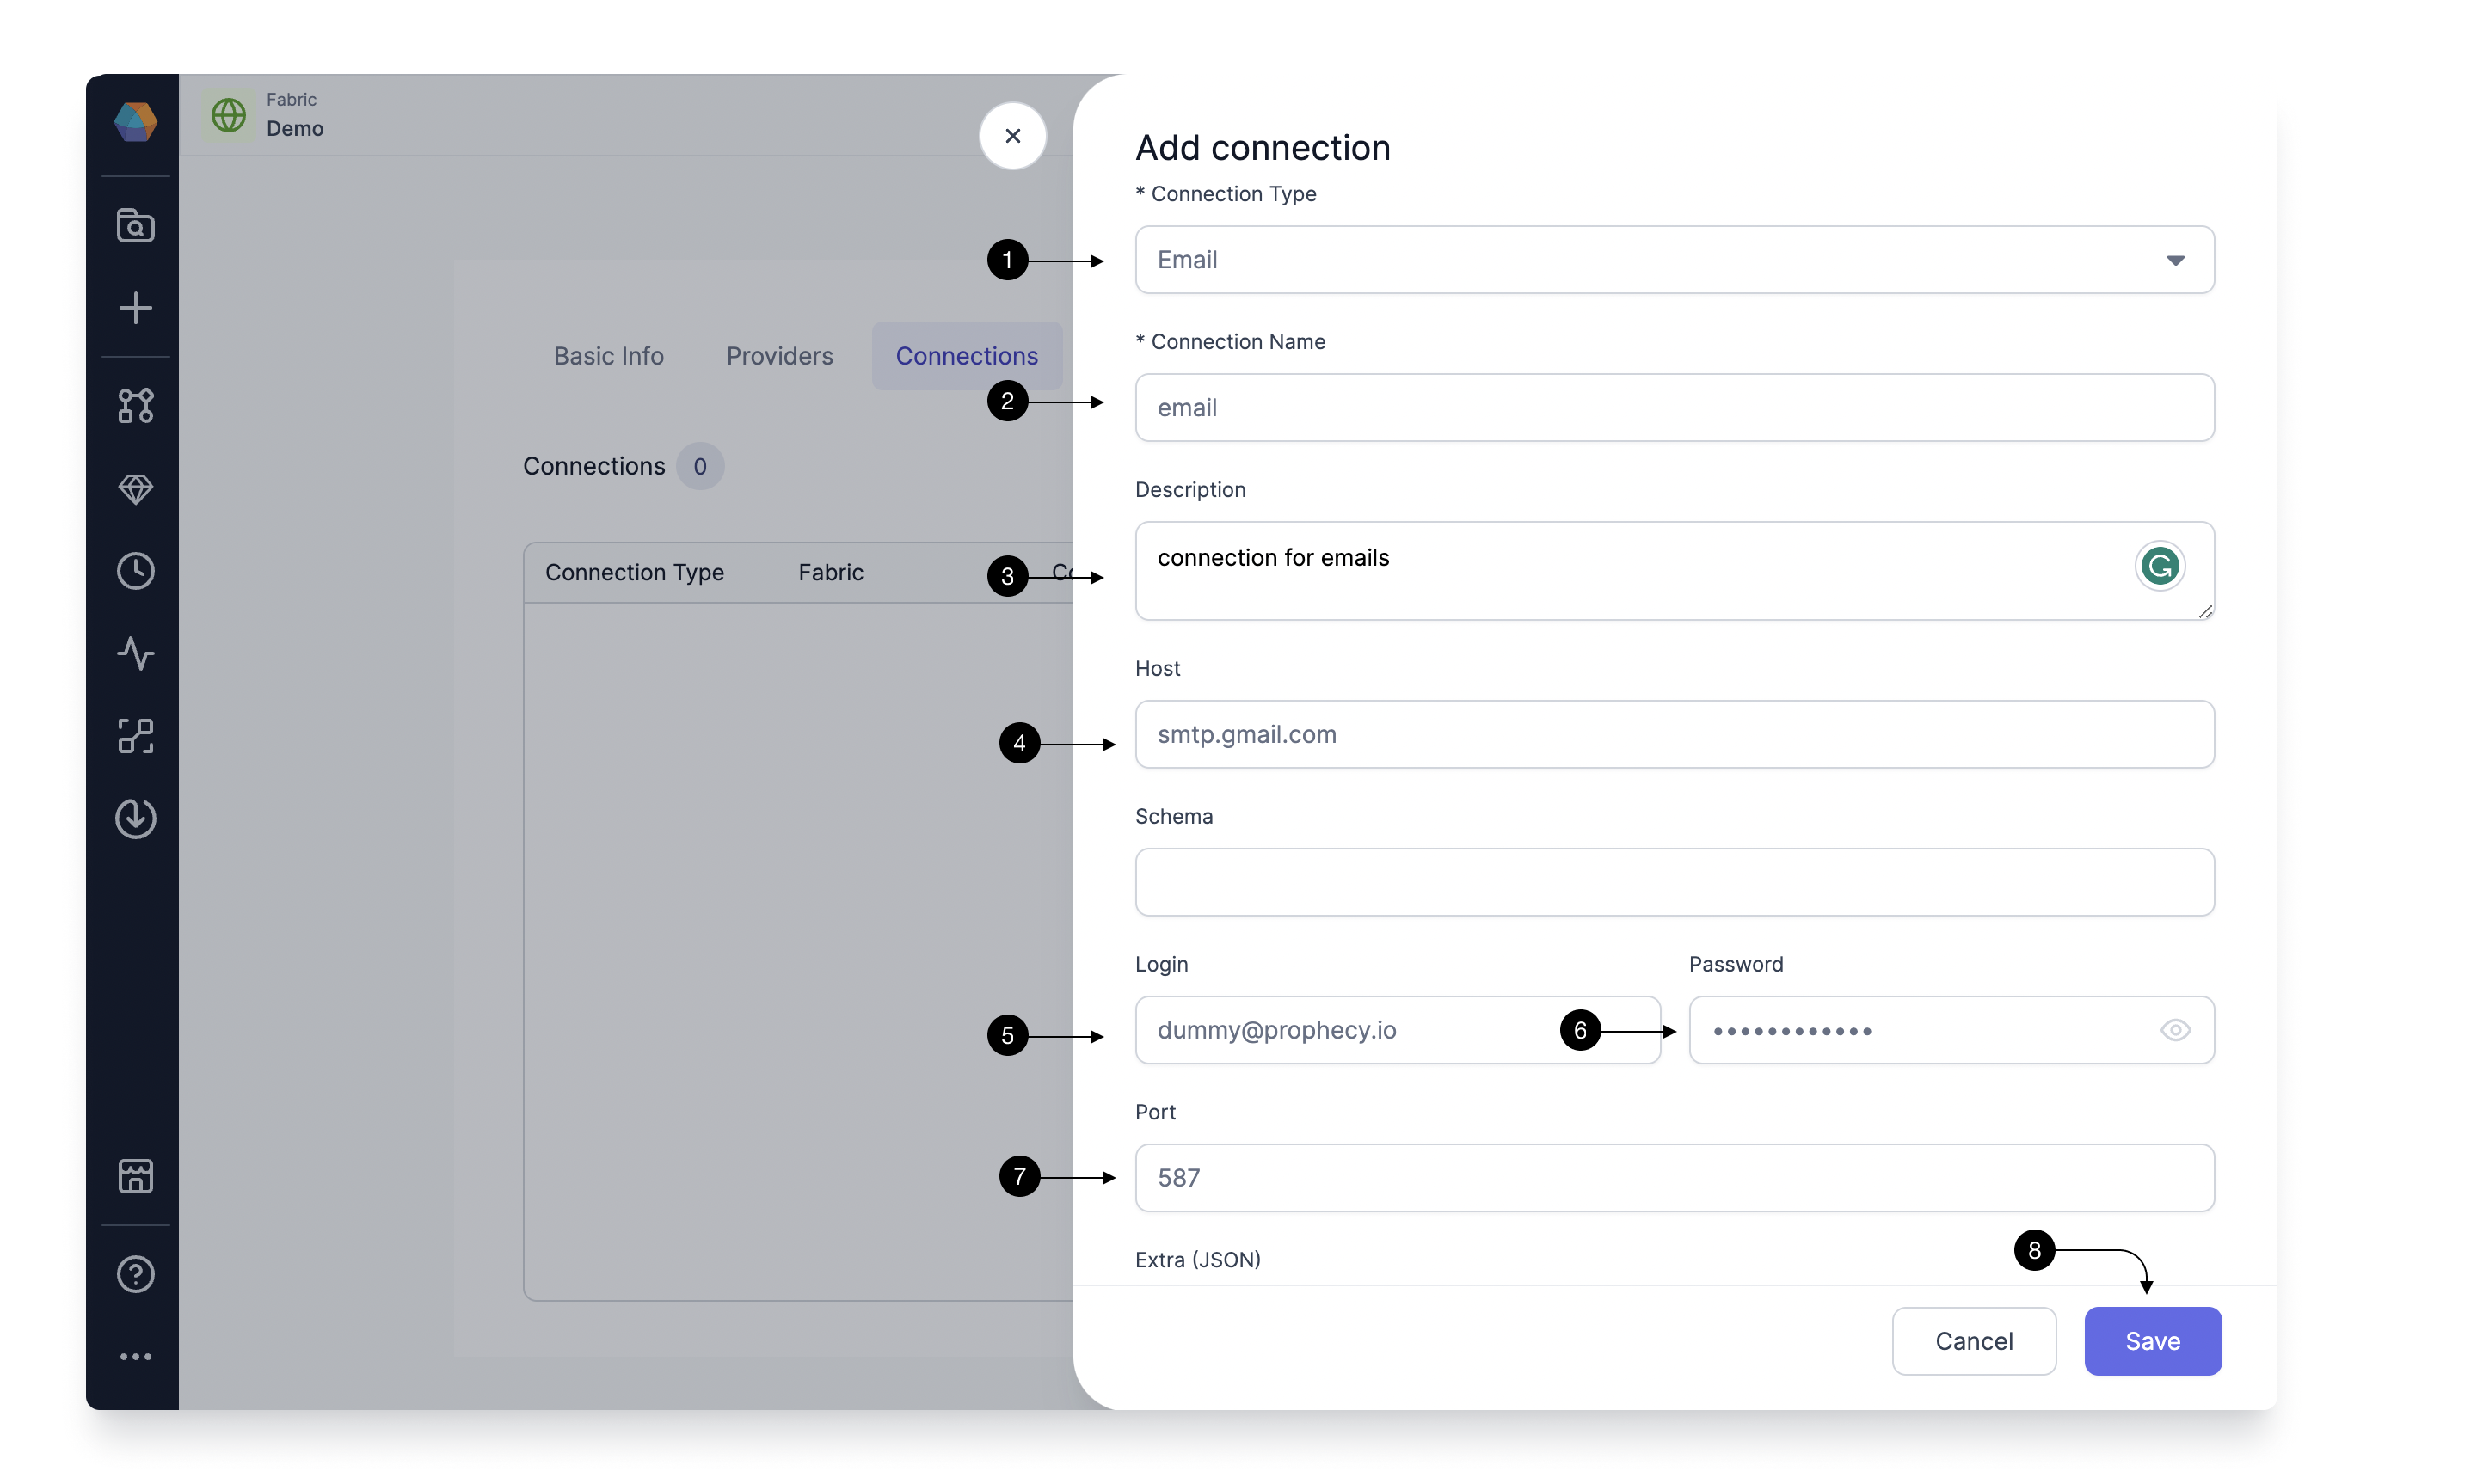 Fabric
Demo
Add connection
* Connection Type
1
Email
* Connection Name
Basic Info Providers Connections
2
email
Connections 0
Description
Connection Type Fabric
3
connection for emails
Host
4
smtp.gmail.com
Schema
Login Password
5
dummy@prophecy.io
6
••••••••••••
Port
7
587
Extra (JSON)
8
Cancel Save